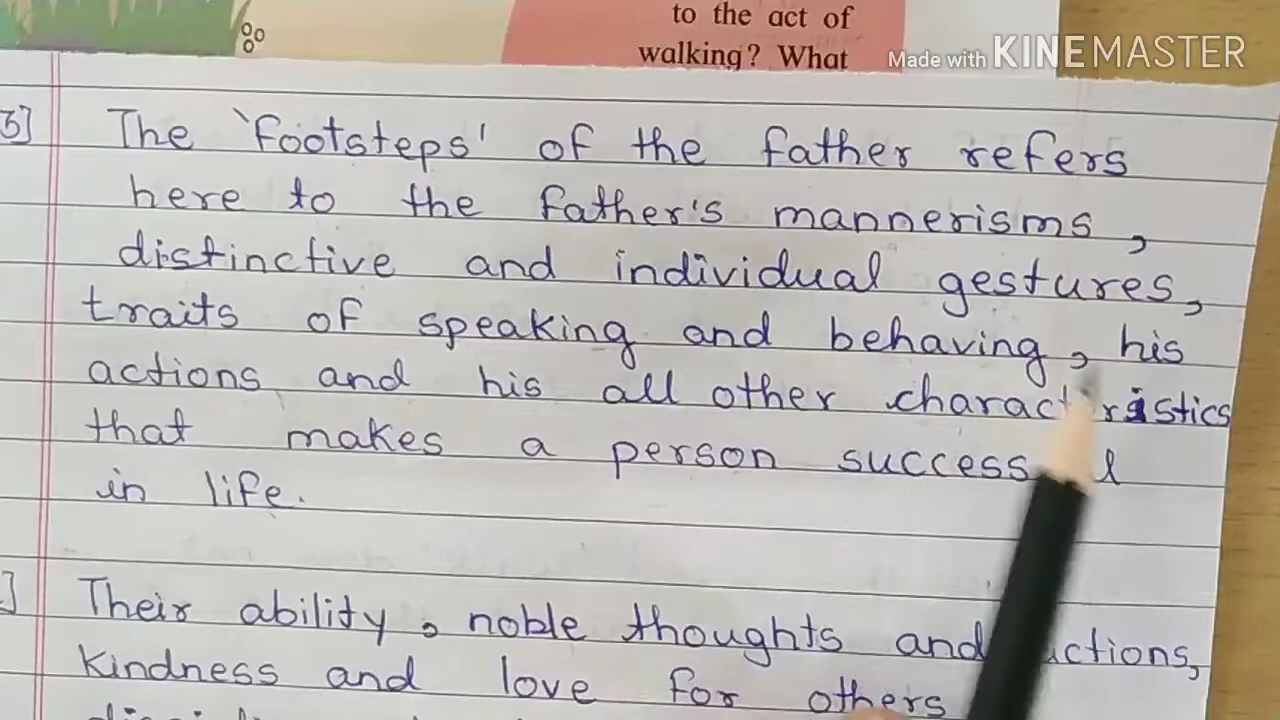 to the act of
walking? What
Made with KINEMASTER
3] The 'footsteps' of the father refers
here to the father's mannerisms,
distinctive and individual gestures,
traits of speaking and behaving, his
actions and his all other characteristics
that makes a person success l
in life.
] Their ability, noble thoughts and actions,
kindness and love for others